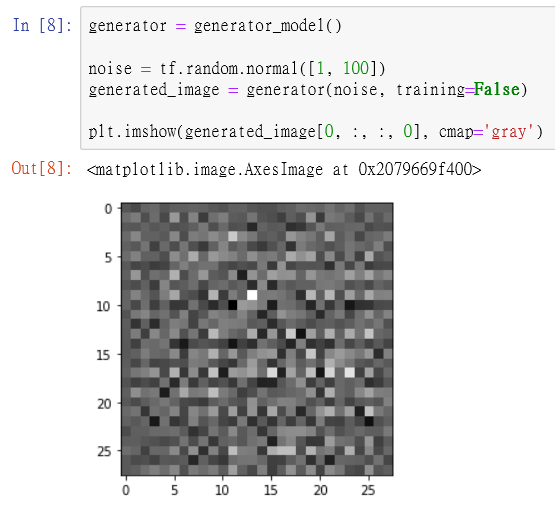 In [8]: generator = generator_model()
noise = tf.random.normal([1, 100])
generated_image = generator(noise, training=False)
plt.imshow(generated_image[0, :, :, 0], cmap='gray')
Out[8]: <matplotlib.image.AxesImage at 0x2079669f400>
0
5
10
15
20
25
0 5 10 15 20 25